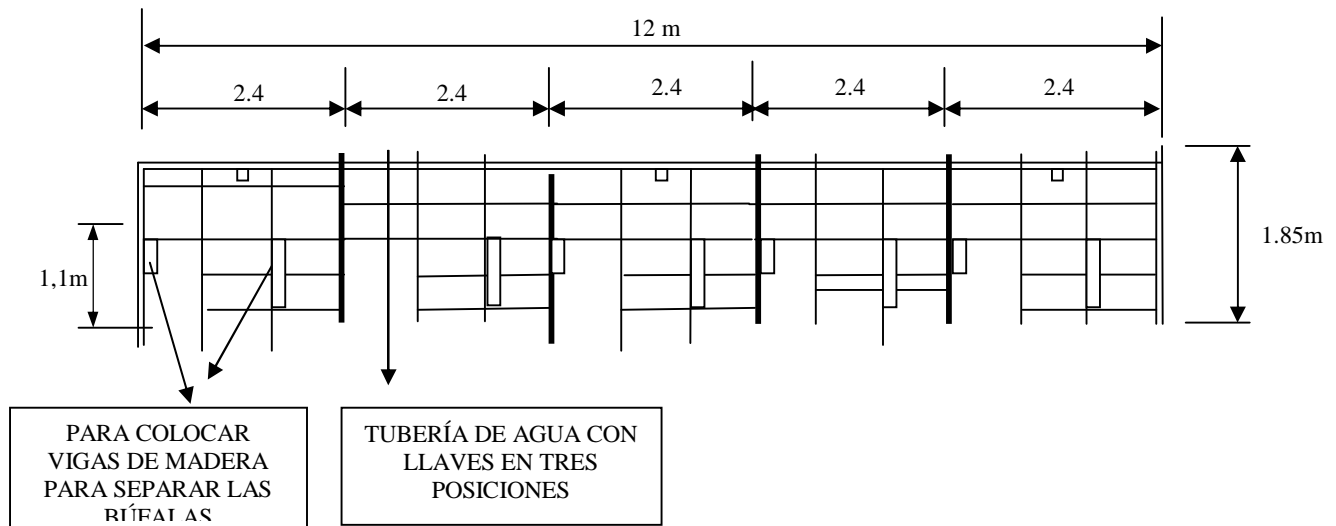 12 m
2.4 2.4 2.4 2.4 2.4
1,1m
1.85m
PARA COLOCAR
VIGAS DE MADERA
PARA SEPARAR LAS
BÚFALAS
TUBERÍA DE AGUA CON
LLAVES EN TRES
POSICIONES